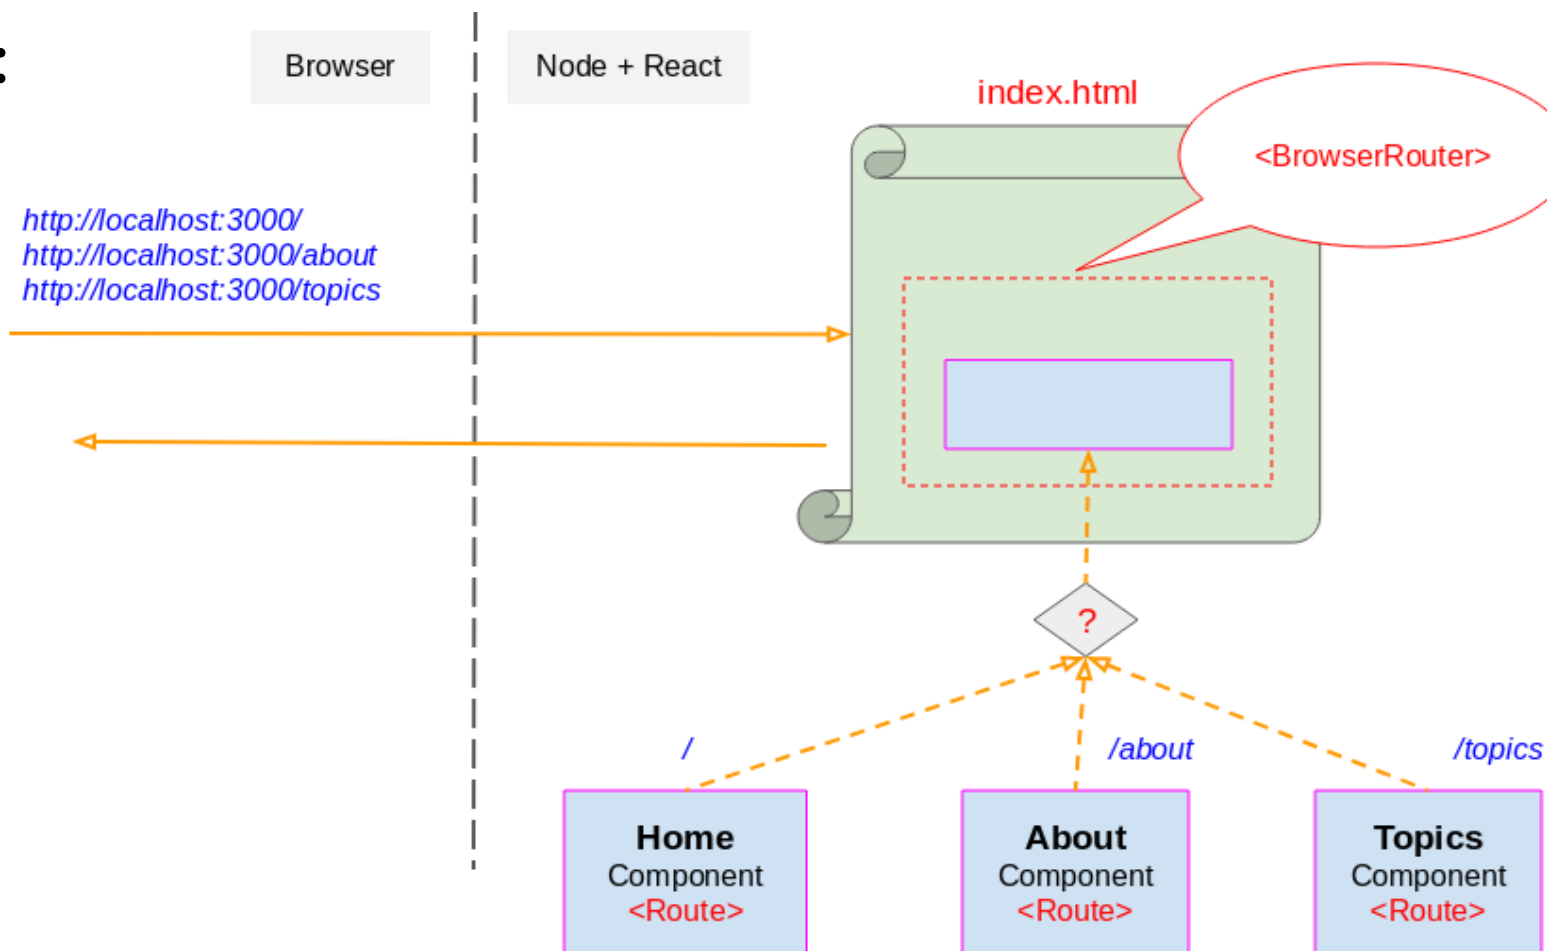 :
Browser
Node + React
index.html
<BrowserRouter>
http://localhost:3000/
http://localhost:3000/about
http://localhost:3000/topics
?
/
/about
/topics
Home
Component
<Route>
About
Component
<Route>
Topics
Component
<Route>